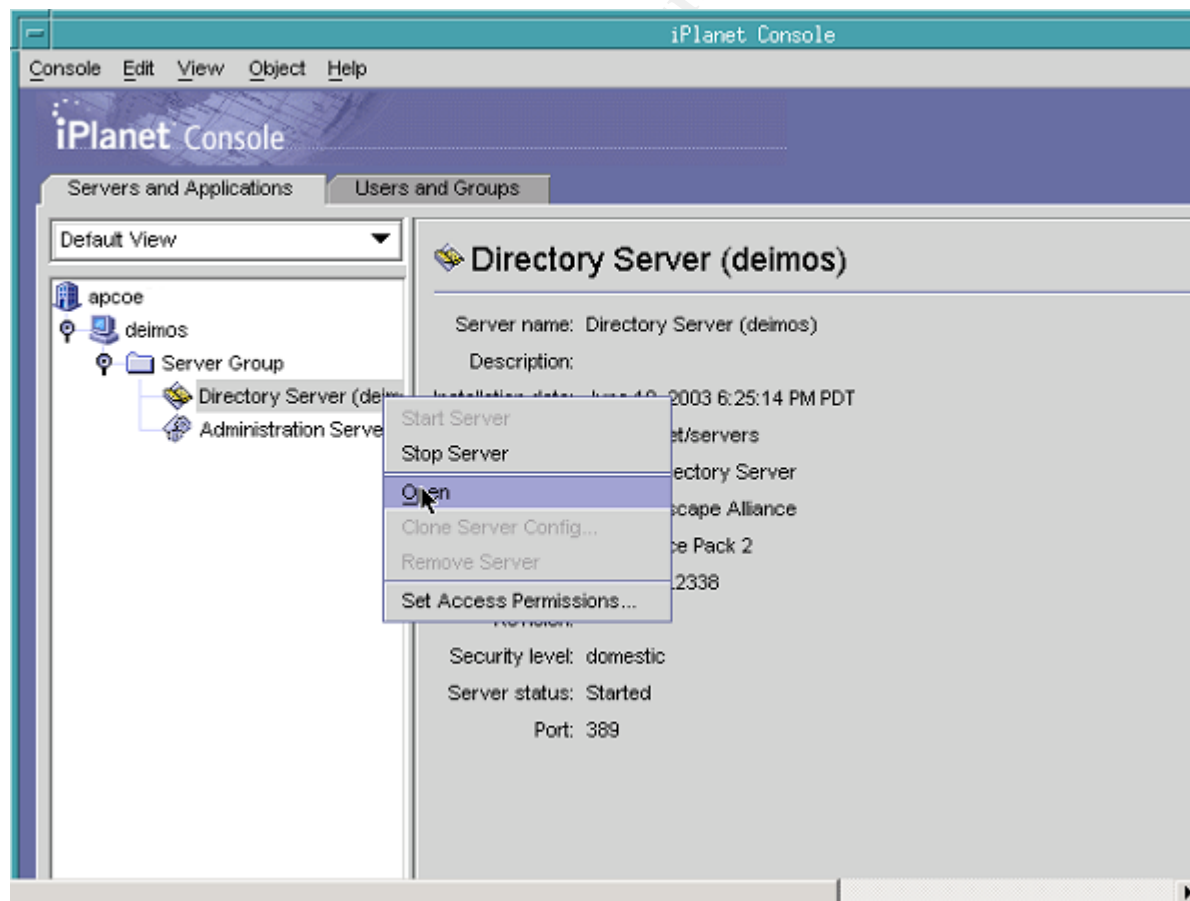 iPlanet Console
Console Edit View Object Help
iPlanet Console
Servers and Applications
Users and Groups
Default View
apcoe
deimos
Server Group
Directory Server (deim
Administration Serve
Directory Server (deimos)
Server name: Directory Server (deimos)
Description:
2003 6:25:14 PM PDT
et/servers
ectory Server
scape Alliance
ce Pack 2
2338
Security level: domestic
Server status: Started
Port: 389
Start Server
Stop Server
Open
Clone Server Config...
Remove Server
Set Access Permissions...